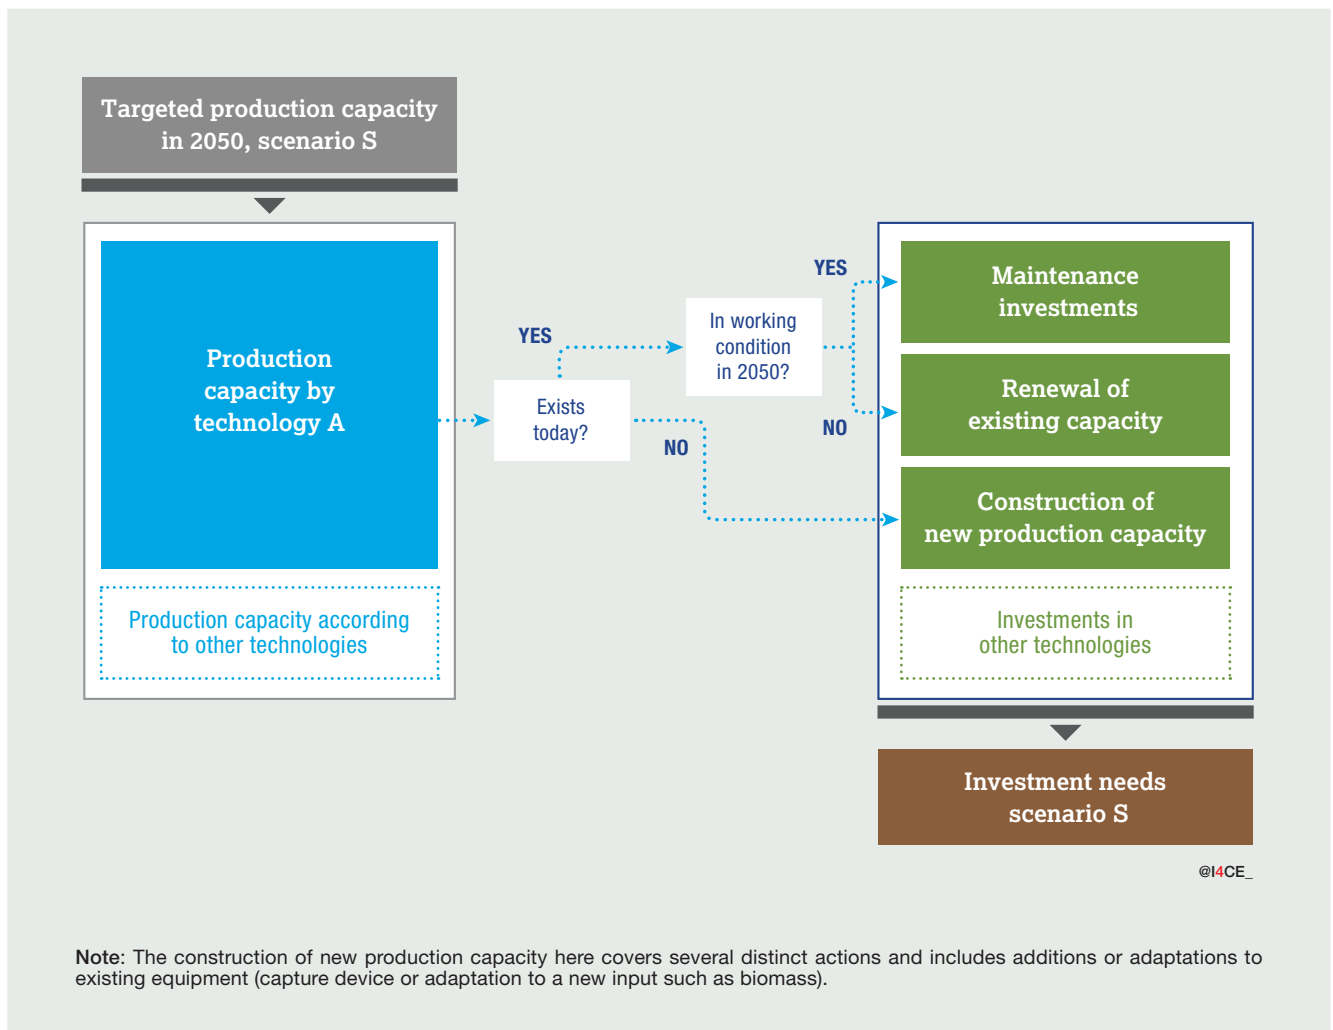 Targeted production capacity
in 2050, scenario S
Production
capacity by
technology A
Production capacity according
to other technologies
Exists
today?
YES
NO
In working
condition
in 2050?
YES
NO
Maintenance
investments
Renewal of
existing capacity
Construction of
new production capacity
Investments in
other technologies
Investment needs
scenario S
@I4CE_
Note: The construction of new production capacity here covers several distinct actions and includes additions or adaptations to
existing equipment (capture device or adaptation to a new input such as biomass).